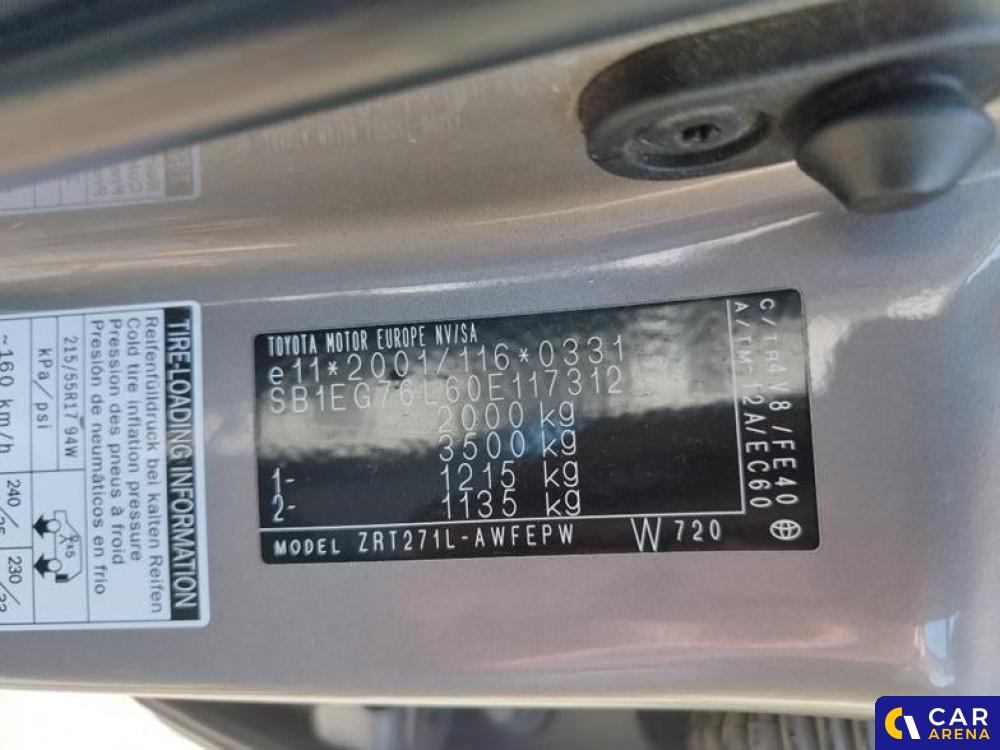 TOYOTA MOTOR EUROPE NV/SA
e11*2001/116*0331
SB1EG76L60E117312
2000 kg
3500 kg
1- 1215 kg
2- 1135 kg
C/TR4V8/FE40
A/TM 12A/EC60
MODEL ZRT271L-AWFEPW W720
TIRE-LOADING INFORMATION
Reifenfülldruck bei kalten Reifen
Cold tire inflation pressure
Pression des pneus à froid
Presión de neumáticos en frio
215/55R17 94W
kPa/psi
~160 km/h
240/
230/33
CAR
ARENA